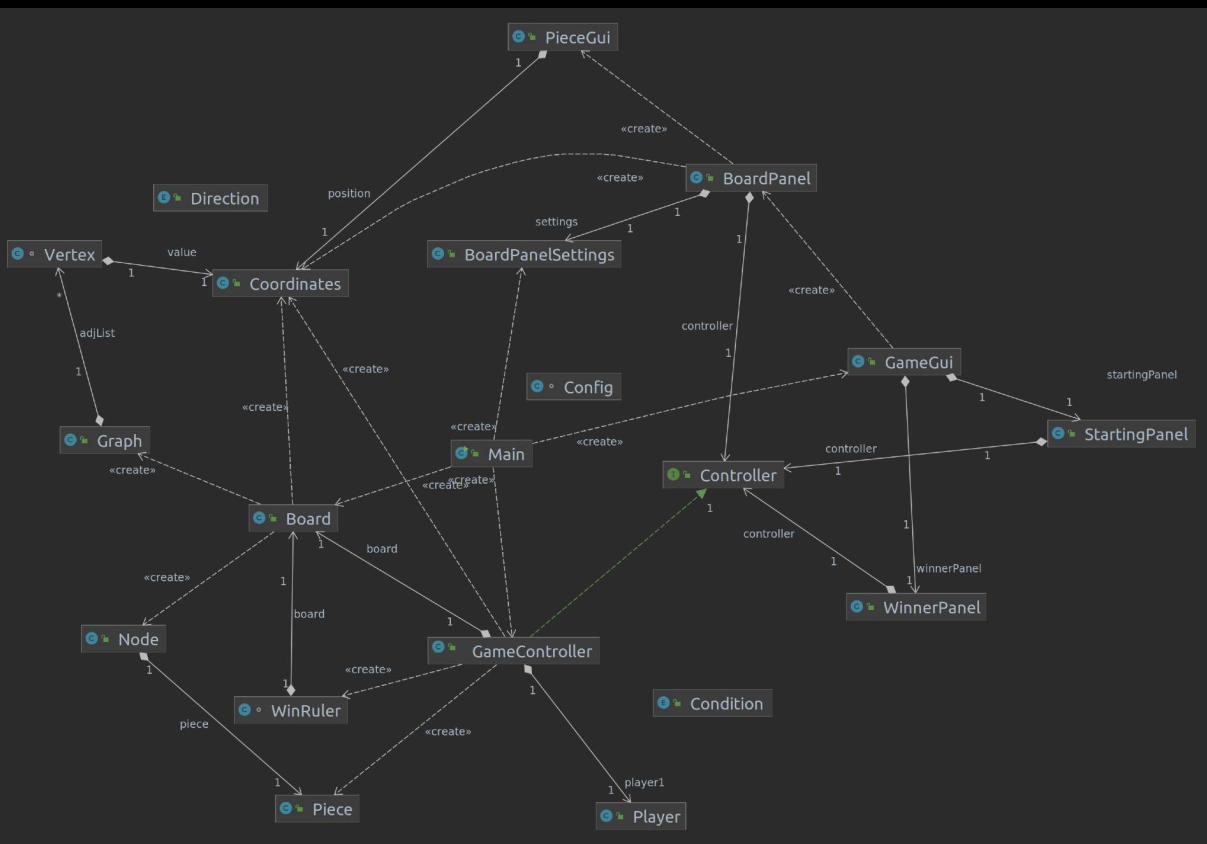 PieceGui
1
«create»
BoardPanel
«create»
Direction
position
settings
1
1
1
1
Vertex
value
BoardPanelSettings
1
1
Coordinates
«create»
*
adjList
controller
1
GameGui
1
«create»
startingPanel
Config
1
1
«create»
«create»
StartingPanel
Graph
«create»
controller
1
Main
«create»
1
«create»
«create»
Controller
1
Board
1
1
board
controller
1
1
winnerPanel
1
«create»
WinnerPanel
board
1
Node
GameController
1
«create»
1
1
Condition
WinRuler
piece
«create»
1
1
player1
Piece
Player